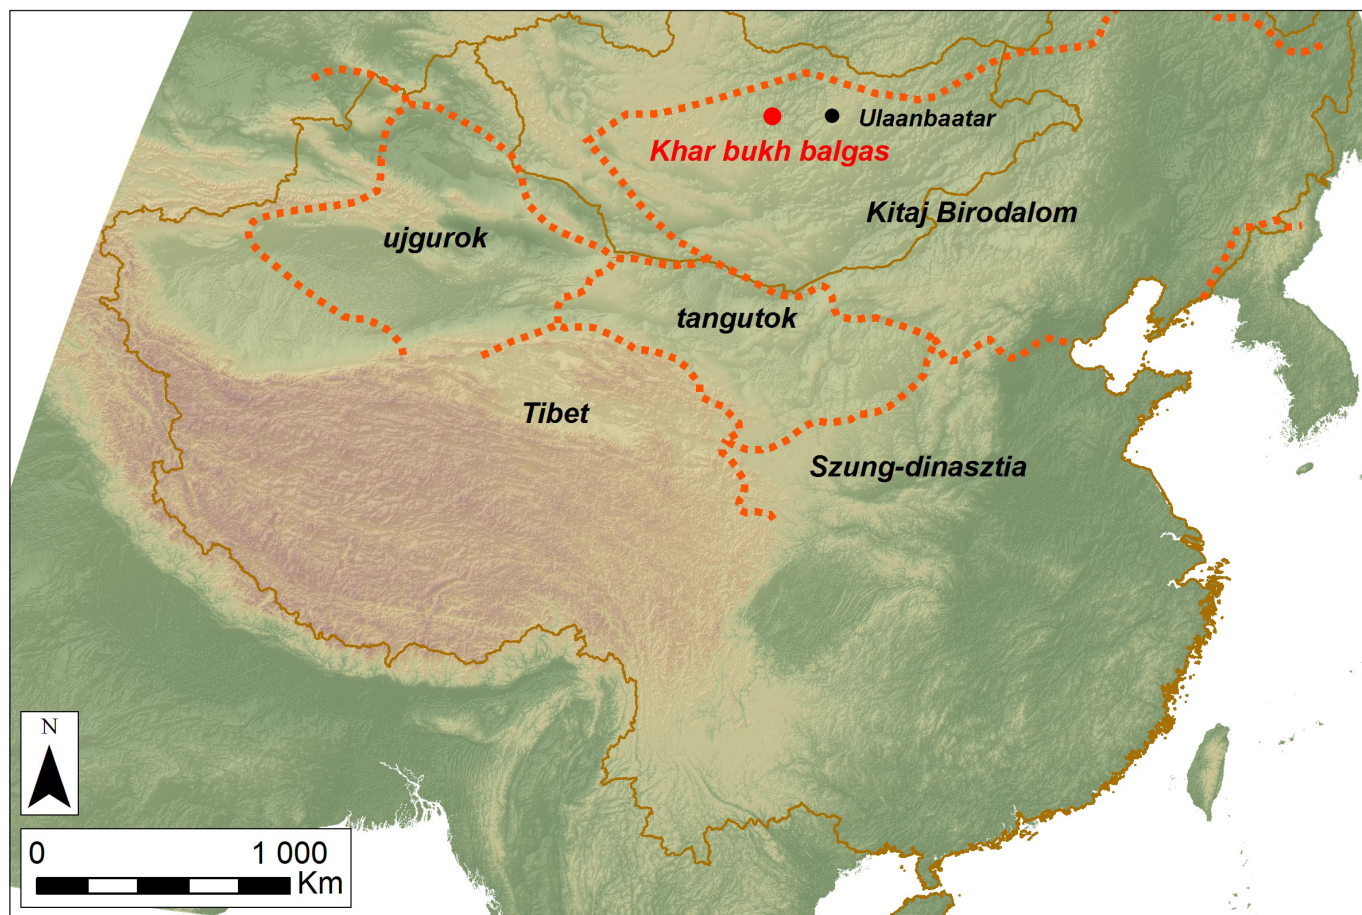 Ulaanbaatar
Khar bukh balgas
Kitaj Birodalom
ujgurok
tangutok
Tibet
Szung-dinasztia
N
0 1 000
Km